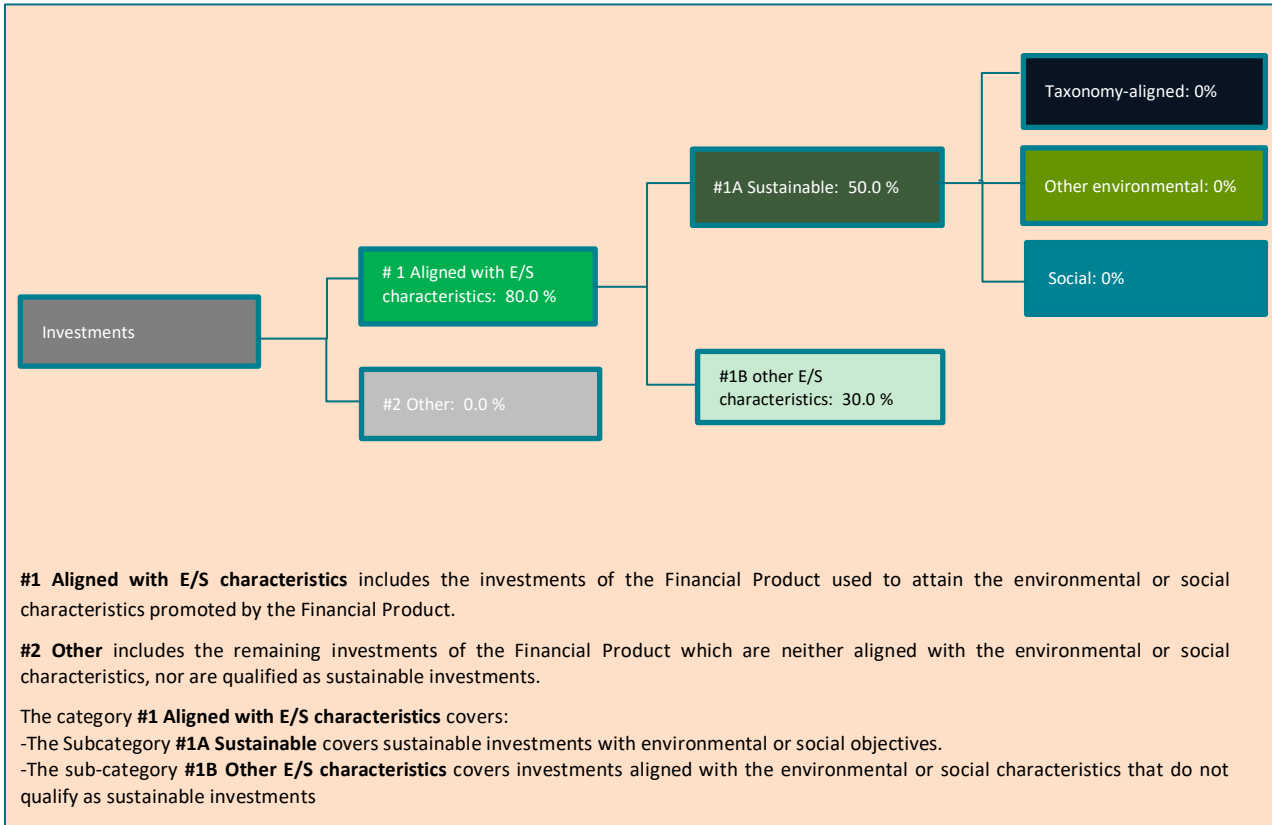 Taxonomy-aligned: 0%
#1A Sustainable: 50.0 %
Other environmental: 0%
# 1 Aligned with E/S
characteristics: 80.0 %
Social: 0%
Investments
#2 Other: 0.0 %
#1B other E/S
characteristics: 30.0 %
#1 Aligned with E/S characteristics includes the investments of the Financial Product used to attain the environmental or social
characteristics promoted by the Financial Product.
#2 Other includes the remaining investments of the Financial Product which are neither aligned with the environmental or social
characteristics, nor are qualified as sustainable investments.
The category #1 Aligned with E/S characteristics covers:
-The Subcategory #1A Sustainable covers sustainable investments with environmental or social objectives.
-The sub-category #1B Other E/S characteristics covers investments aligned with the environmental or social characteristics that do not
qualify as sustainable investments